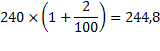 240 × (1 + 2/100) = 244,8